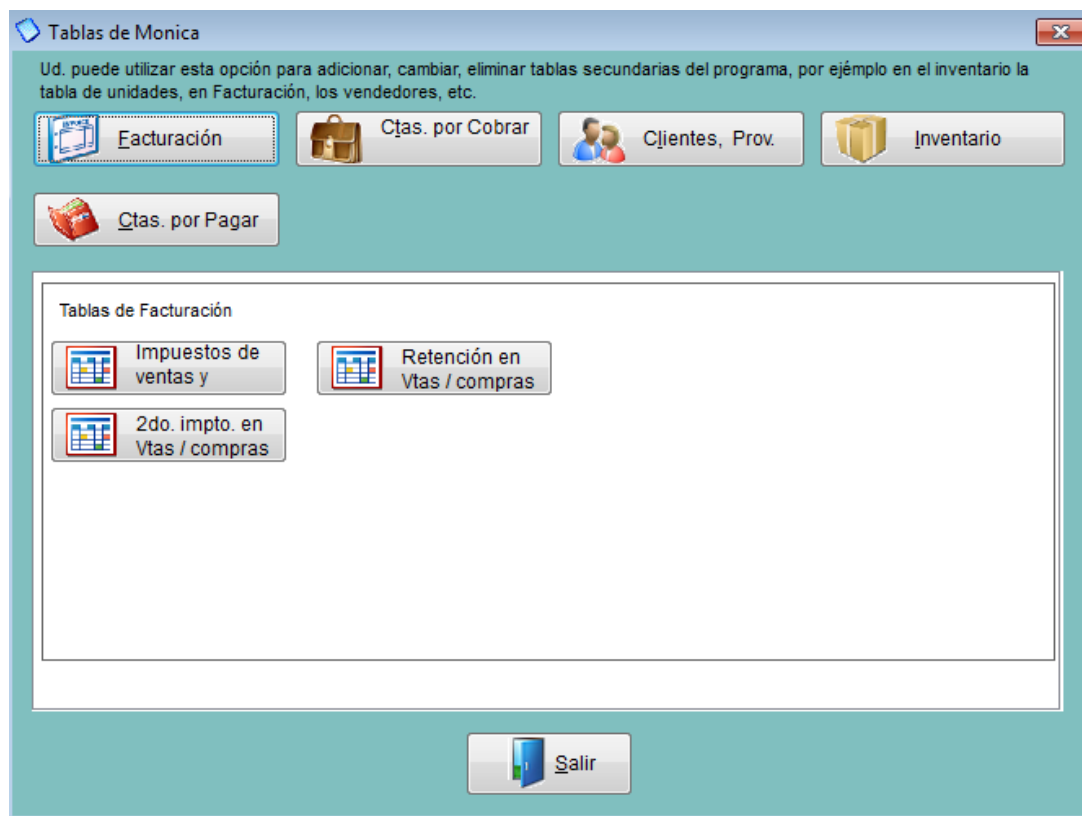 Tablas de Monica
Ud. puede utilizar esta opción para adicionar, cambiar, eliminar tablas secundarias del programa, por ejémplo en el inventario la
tabla de unidades, en Facturación, los vendedores, etc.
Facturación
Ctas. por Cobrar
Clientes, Prov.
Inventario
Ctas. por Pagar
Tablas de Facturación
Impuestos de
ventas y
Retención en
Vtas / compras
2do. impto. en
Vtas / compras
Salir